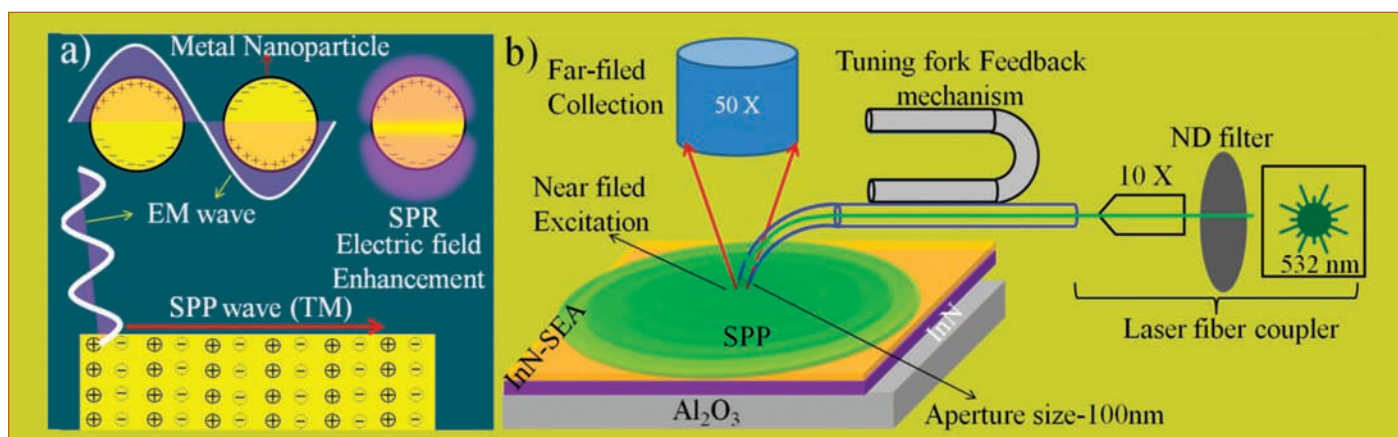 a)
Metal Nanoparticle
EM wave
SPR
Electric field
Enhancement
SPP wave (TM)
b)
Far-filed
Collection
50 X
Tuning fork Feedback
mechanism
ND filter
10 X
532 nm
Near filed
Excitation
Laser fiber coupler
SPP
InN-SEA
InN
Al₂O₃
Aperture size-100nm